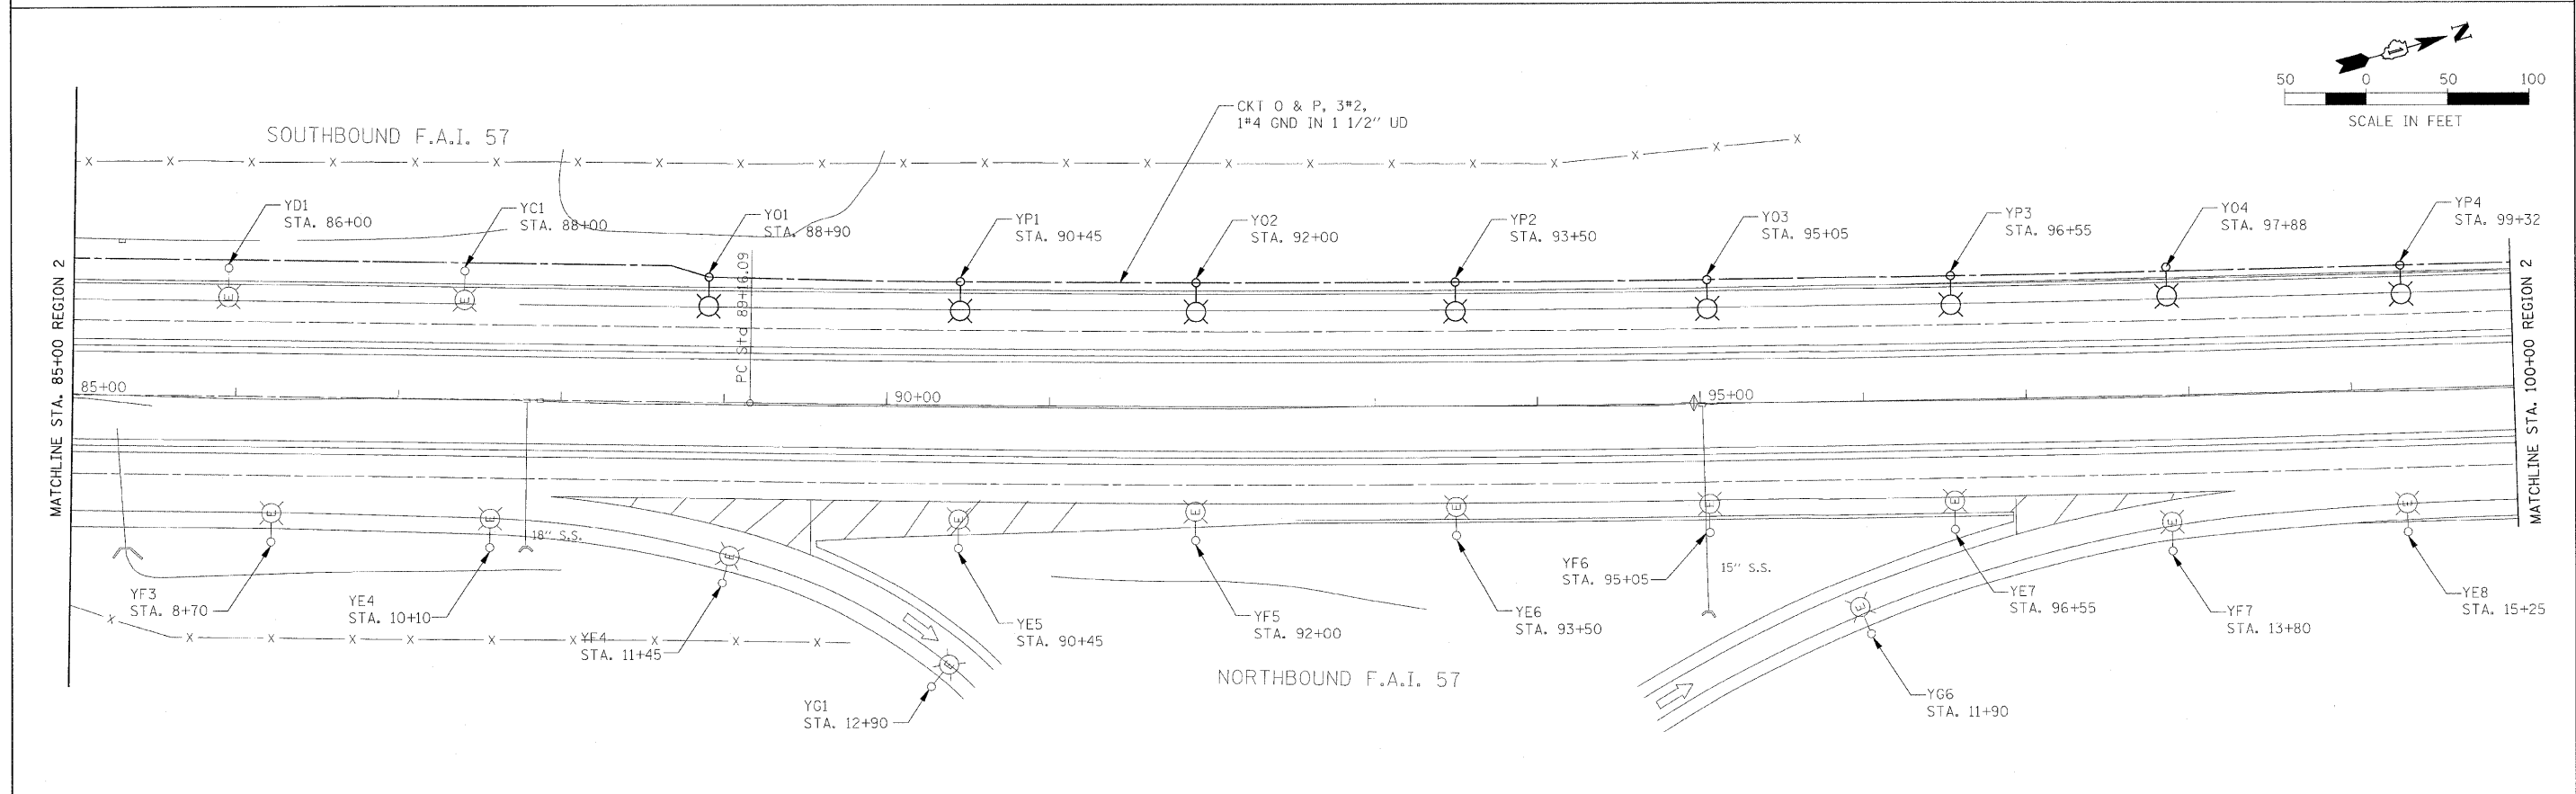 N
50 0 50 100
SCALE IN FEET
CKT O & P, 3#2,
1#4 GND IN 1 1/2" UD
SOUTHBOUND F.A.I. 57
YD1
STA. 86+00
YC1
STA. 88+00
YO1
STA. 88+90
YP1
STA. 90+45
YO2
STA. 92+00
YP2
STA. 93+50
YO3
STA. 95+05
YP3
STA. 96+55
YO4
STA. 97+88
YP4
STA. 99+32
MATCHLINE STA. 85+00 REGION 2
PC Sta 89+16.09
MATCHLINE STA. 100+00 REGION 2
85+00
90+00
95+00
18" S.S.
15" S.S.
YF3
STA. 8+70
YE4
STA. 10+10
YF4
STA. 11+45
YG1
STA. 12+90
YE5
STA. 90+45
YF5
STA. 92+00
YE6
STA. 93+50
YF6
STA. 95+05
YE7
STA. 96+55
YF7
STA. 13+80
YE8
STA. 15+25
YG6
STA. 11+90
NORTHBOUND F.A.I. 57